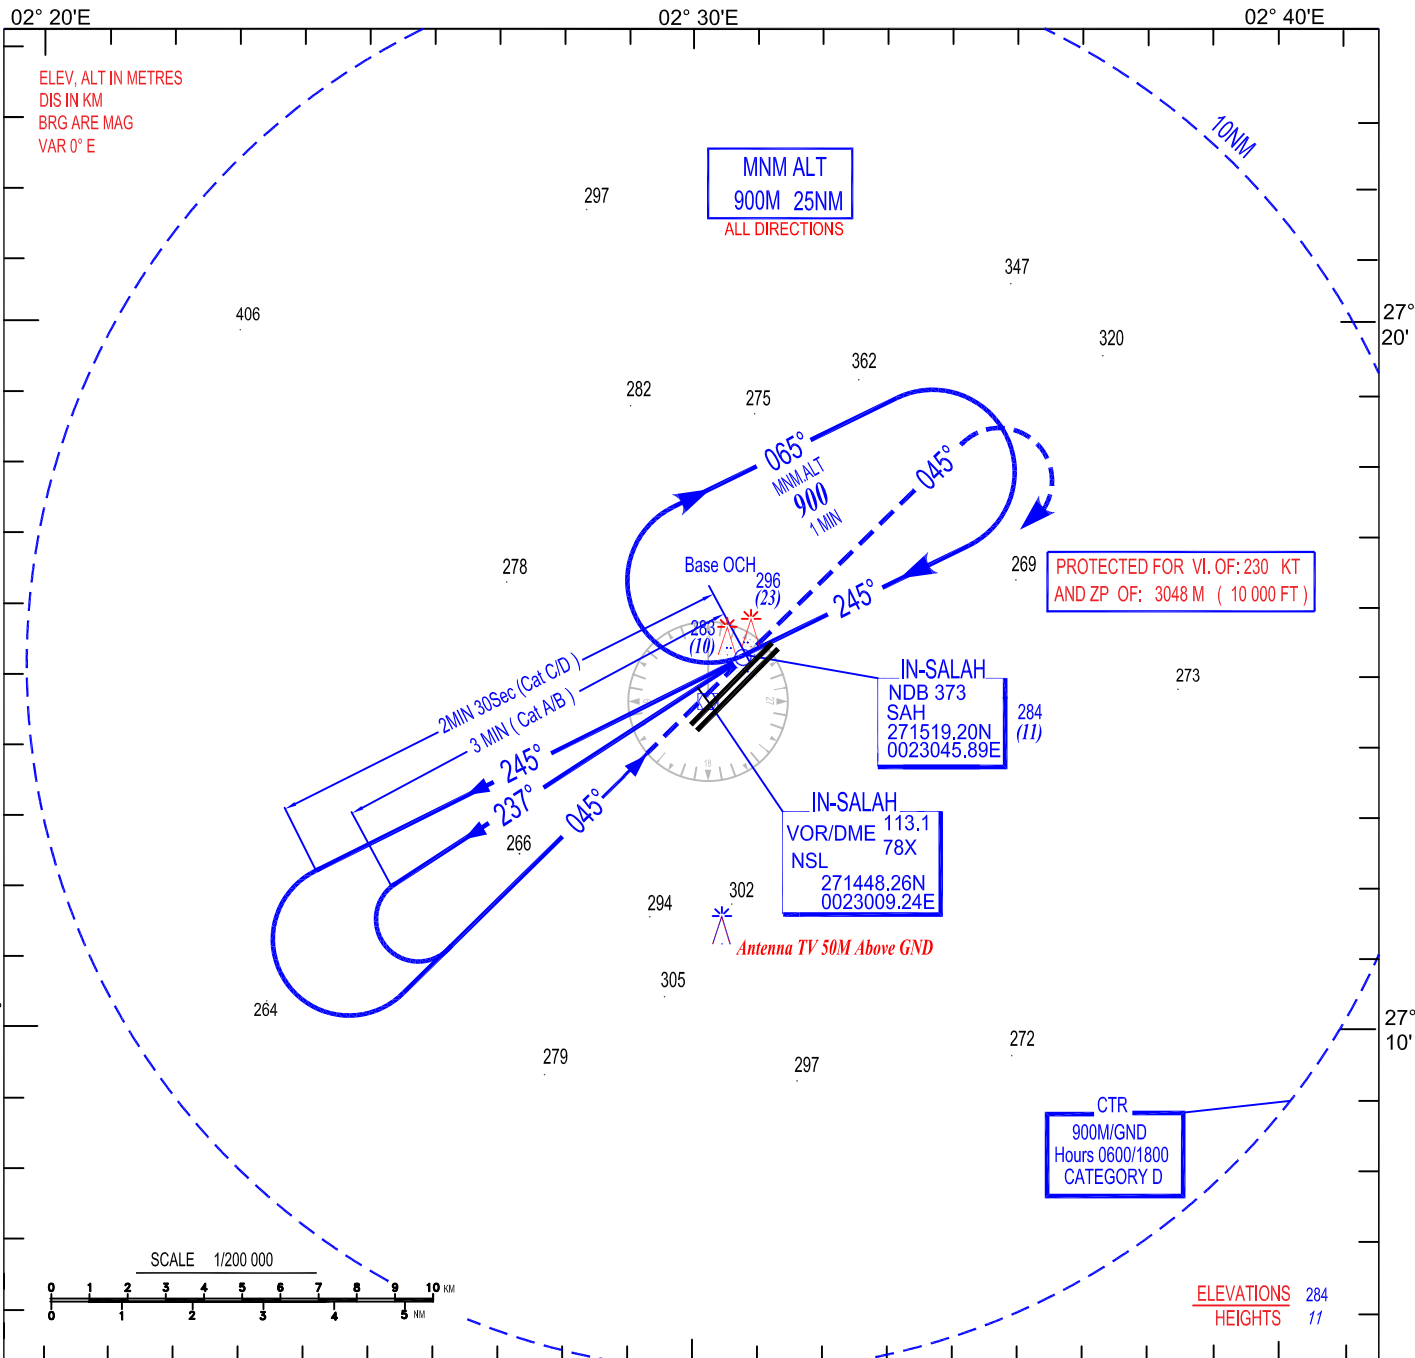 02° 20'E
02° 30'E
02° 40'E
ELEV, ALT IN METRES
DIS IN KM
BRG ARE MAG
VAR 0° E
10NM
MNM ALT
900M 25NM
ALL DIRECTIONS
297
347
406
27°
20'
320
362
282
275
065°
MNM.ALT
900
1 MIN
045°
278
Base OCH
296
(23)
269
PROTECTED FOR VI. OF: 230 KT
AND ZP OF: 3048 M ( 10 000 FT )
245°
283
(10)
2MIN 30Sec (Cat C/D )
3 MIN ( Cat A/B )
IN-SALAH
NDB 373
SAH
271519.20N
0023045.89E
273
284
(11)
27
18
245°
237°
045°
IN-SALAH
VOR/DME 113.1
78X
NSL
271448.26N
0023009.24E
266
294
302
Antenna TV 50M Above GND
305
264
27°
10'
279
297
272
CTR
900M/GND
Hours 0600/1800
CATEGORY D
SCALE 1/200 000
0 1 2 3 4 5 6 7 8 9 10 KM
0 1 2 3 4 5 NM
ELEVATIONS 284
HEIGHTS 11